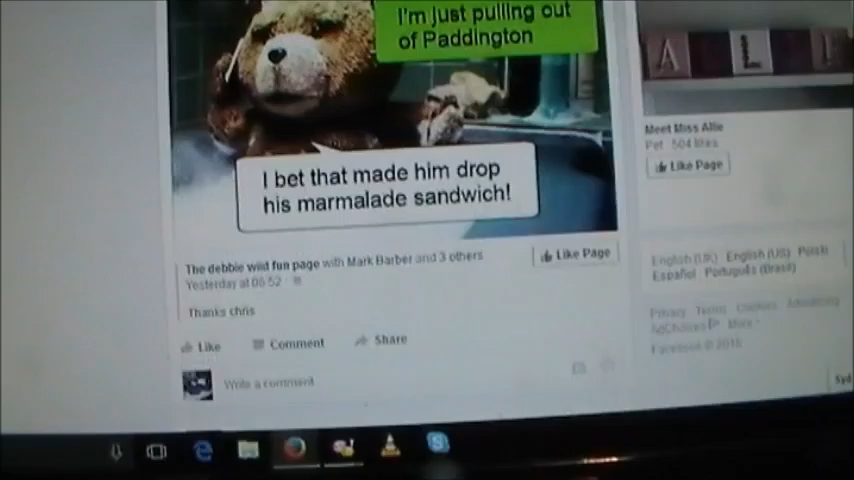 I'm just pulling out
of Paddington
I bet that made him drop
his marmalade sandwich!
The debbie wild fun page with Mark Barber and 3 others
Like Page
Yesterday at 06:52
Thanks chris
Like Comment Share
Write a comment
A L
Meet Miss Allie
Pet 504 likes
Like Page
English (UK) English (US) Polski
Español Português (Brasil)
Privacy Terms Cookies Advertising
AdChoices More
Facebook ©
Syd